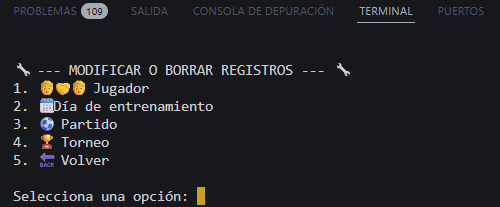 PROBLEMAS 109 SALIDA CONSOLA DE DEPURACIÓN TERMINAL PUERTOS
🔧 --- MODIFICAR O BORRAR REGISTROS --- 🔧
1. 🧑‍🤝‍🧑 Jugador
2. 🗓️Día de entrenamiento
3. ⚽ Partido
4. 🏆 Torneo
5. 🔙 Volver
Selecciona una opción: